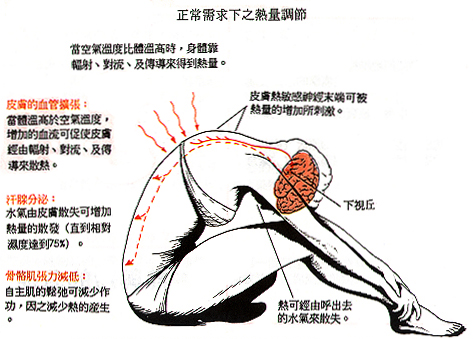 正常需求下之熱量調節
當空氣溫度比體溫高時，身體靠
輻射、對流、及傳導來得到熱量。
皮膚的血管擴張：
當體溫高於空氣溫度，
增加的血流可促使皮膚
經由輻射、對流、及傳
導來散熱。
皮膚熱敏感神經末端可被
熱量的增加所刺激。
汗腺分泌：
水氣由皮膚散失可增加
熱量的散發（直到相對
濕度達到75%）。
下視丘
骨骼肌張力減低：
自主肌的鬆弛可減少作
功，因之減少熱的產生
。
熱可經由呼出去
的水氣來散失。